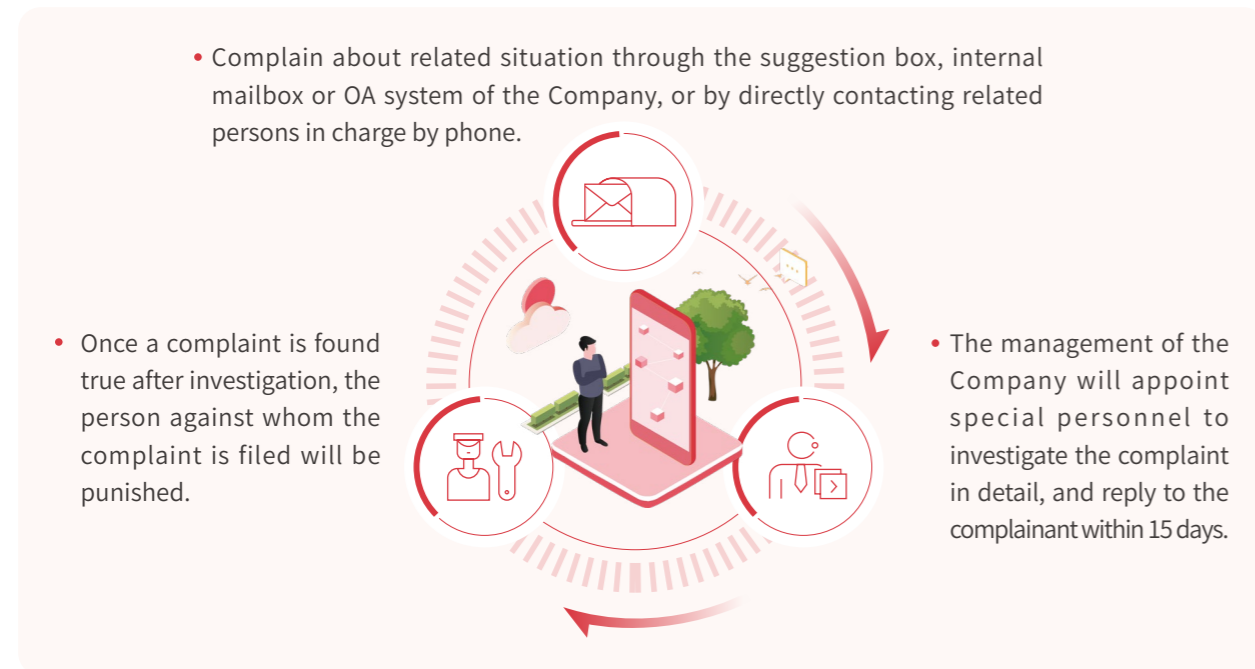 • Complain about related situation through the suggestion box, internal
mailbox or OA system of the Company, or by directly contacting related
persons in charge by phone.
• The management of the
Company will appoint
special personnel to
investigate the complaint
in detail, and reply to the
complainant within 15 days.
• Once a complaint is found
true after investigation, the
person against whom the
complaint is filed will be
punished.